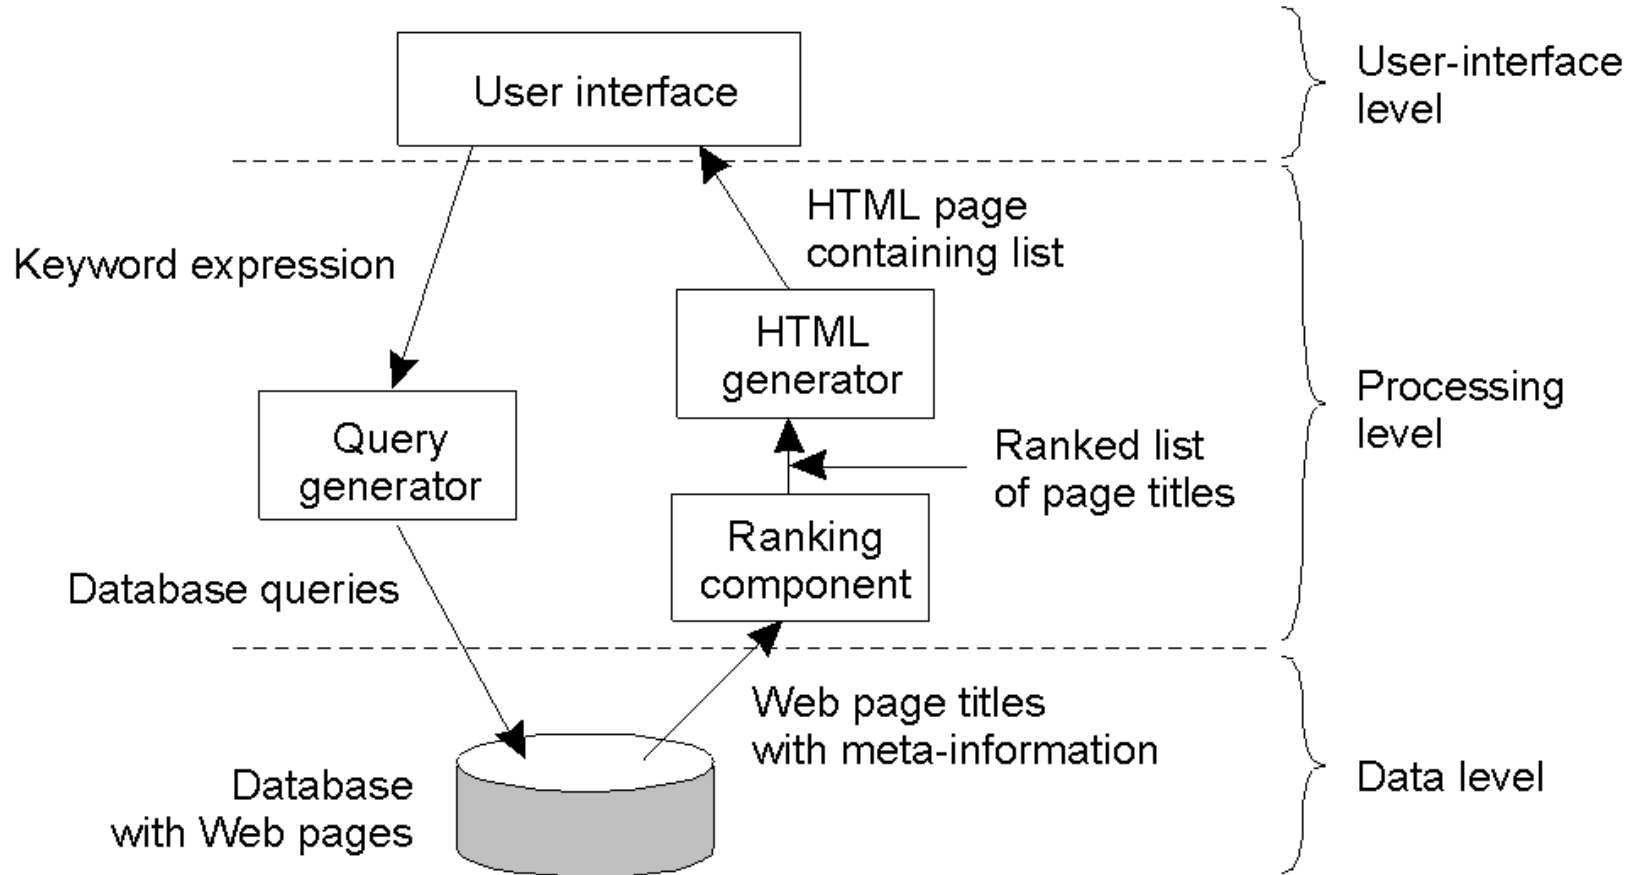 User interface
User-interface
level
HTML page
containing list
Keyword expression
HTML
generator
Processing
level
Query
generator
Ranked list
of page titles
Ranking
component
Database queries
Web page titles
with meta-information
Database
with Web pages
Data level